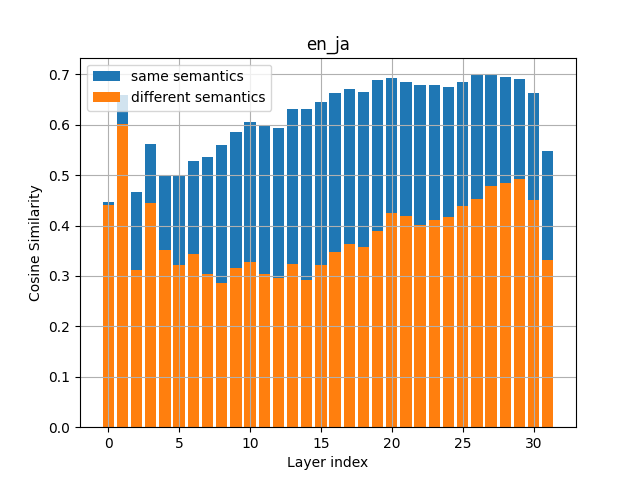 en_ja
same semantics
different semantics
0.7
0.6
0.5
0.4
0.3
0.2
0.1
0.0
Cosine Similarity
0 5 10 15 20 25 30
Layer index